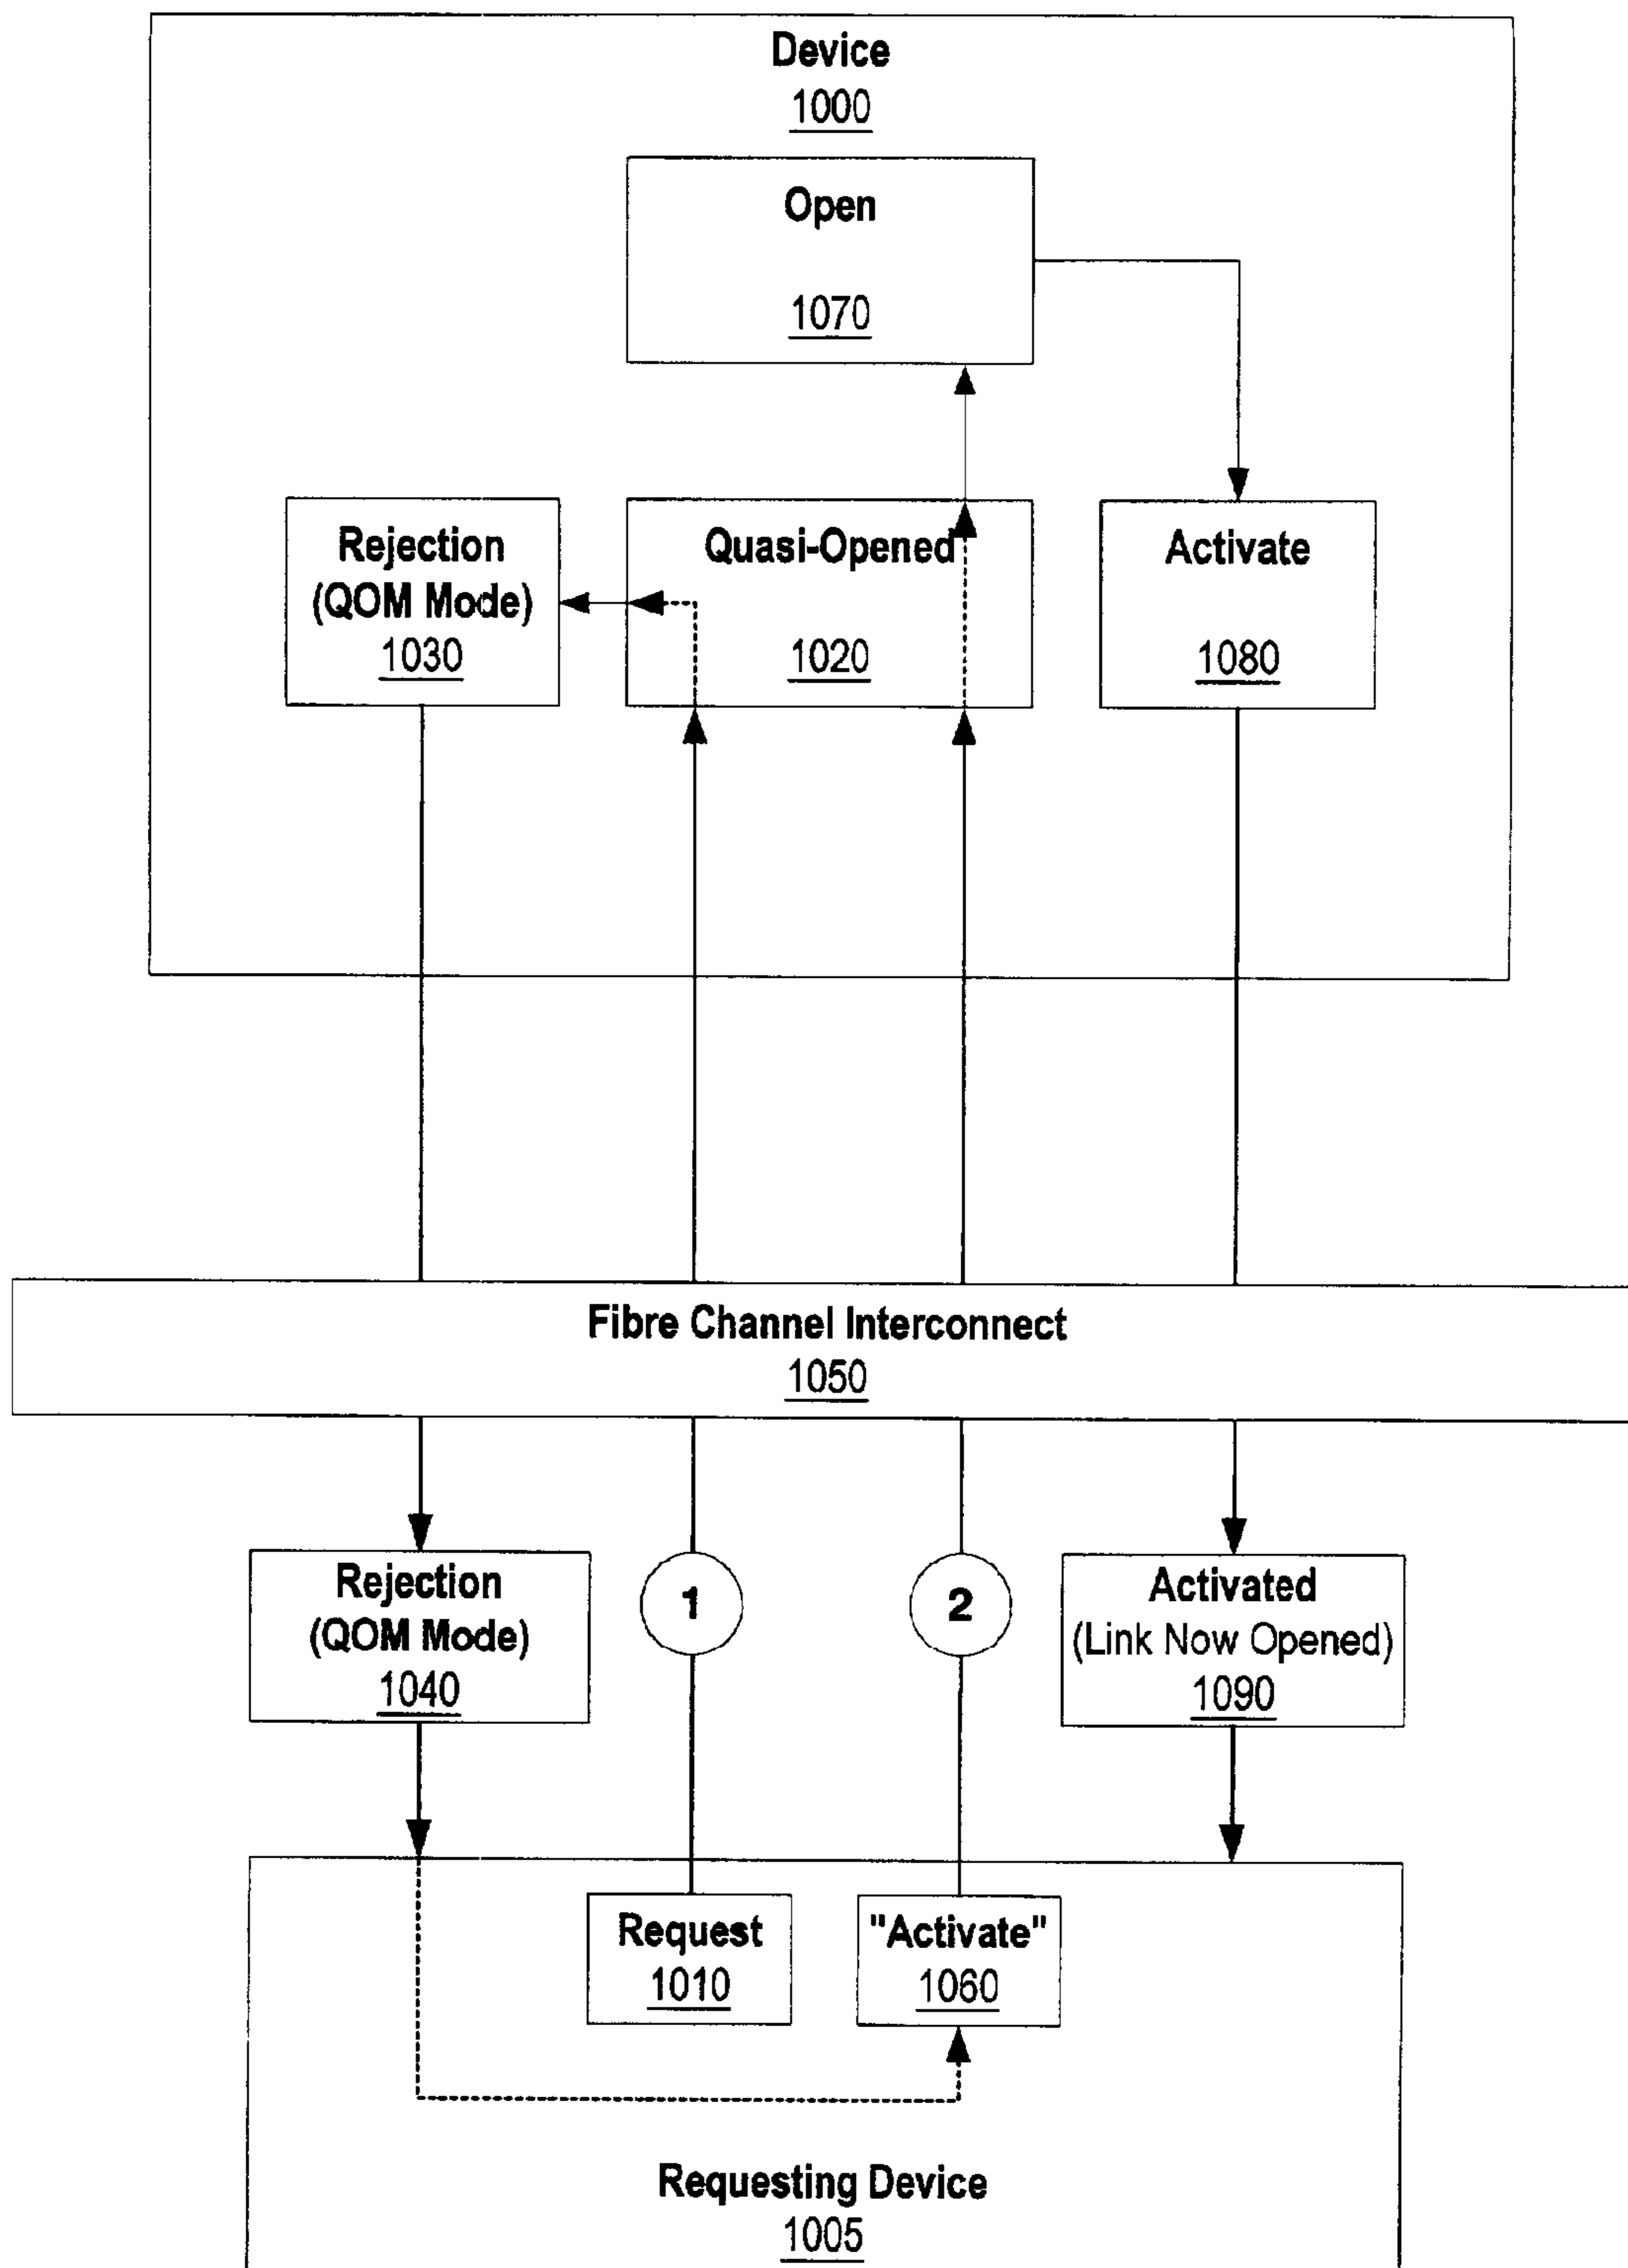 Device
1000
Open
1070
Rejection
(QOM Mode)
1030
Quasi-Opened
1020
Activate
1080
Fibre Channel Interconnect
1050
Rejection
(QOM Mode)
1040
1
2
Activated
(Link Now Opened)
1090
Request
1010
"Activate"
1060
Requesting Device
1005